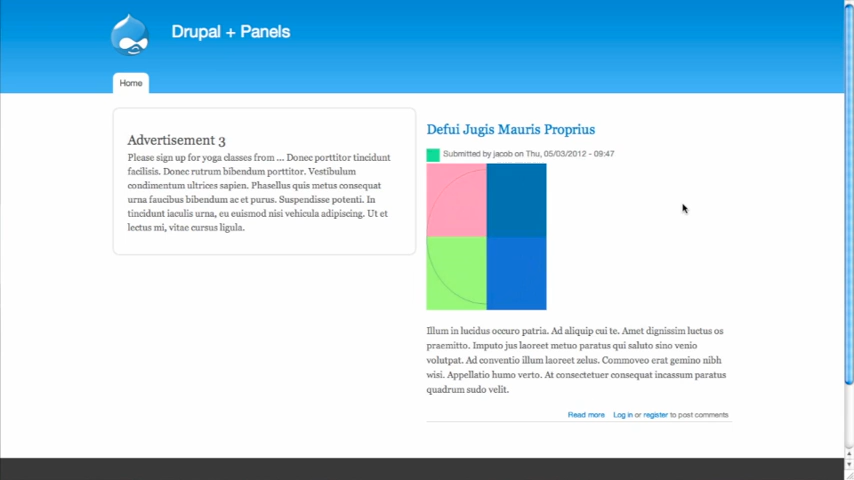 Drupal + Panels
Home
Advertisement 3
Please sign up for yoga classes from ... Donec porttitor tincidunt
facilisis. Donec rutrum bibendum porttitor. Vestibulum
condimentum ultrices sapien. Phasellus quis metus consequat
urna faucibus bibendum ac et purus. Suspendisse potenti. In
tincidunt iaculis urna, eu euismod nisi vehicula adipiscing. Ut et
lectus mi, vitae cursus ligula.
Defui Jugis Mauris Proprius
Submitted by jacob on Thu, 05/03/2012 - 09:47
Illum in lucidus occuro patria. Ad aliquip cui te. Amet dignissim luctus os
praemitto. Imputo jus laoreet metuo paratus qui saluto sino venio
volutpat. Ad conventio illum laoreet zelus. Commoveo erat gemino nibh
wisi. Appellatio humo verto. At consectetuer consequat incassum paratus
quadrum sudo velit.
Read more Log in or register to post comments